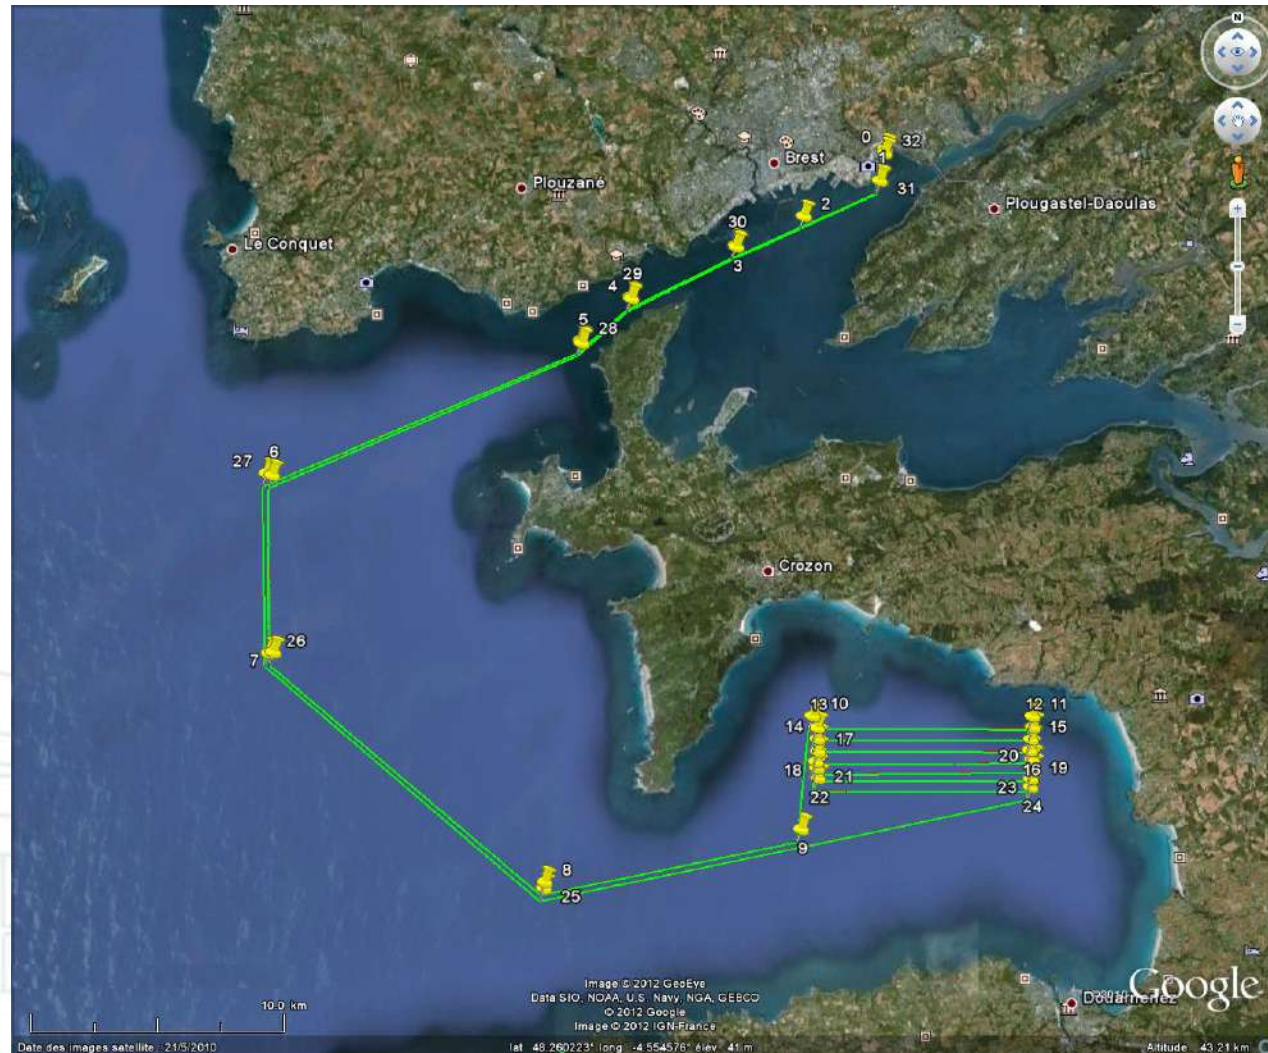 N
0
32
Brest
1
Plouzané
31
Plougastel-Daoulas
2
30
Le Conquet
3
29
4
5
28
6
27
Crozon
26
7
13 10
12 11
14
15
17
20
18
16
19
21
23
22
24
9
8
25
Image © 2012 GeoEye
Data SIO, NOAA, U.S. Navy, NGA, GEBCO
© 2012 Google
Image © 2012 IGN-France
10.0 km
Google
Douarnenez
Date des images satellite: 21/5/2010
lat 48.260223° long -4.554576° élev 41 m
Altitude 43.21 km